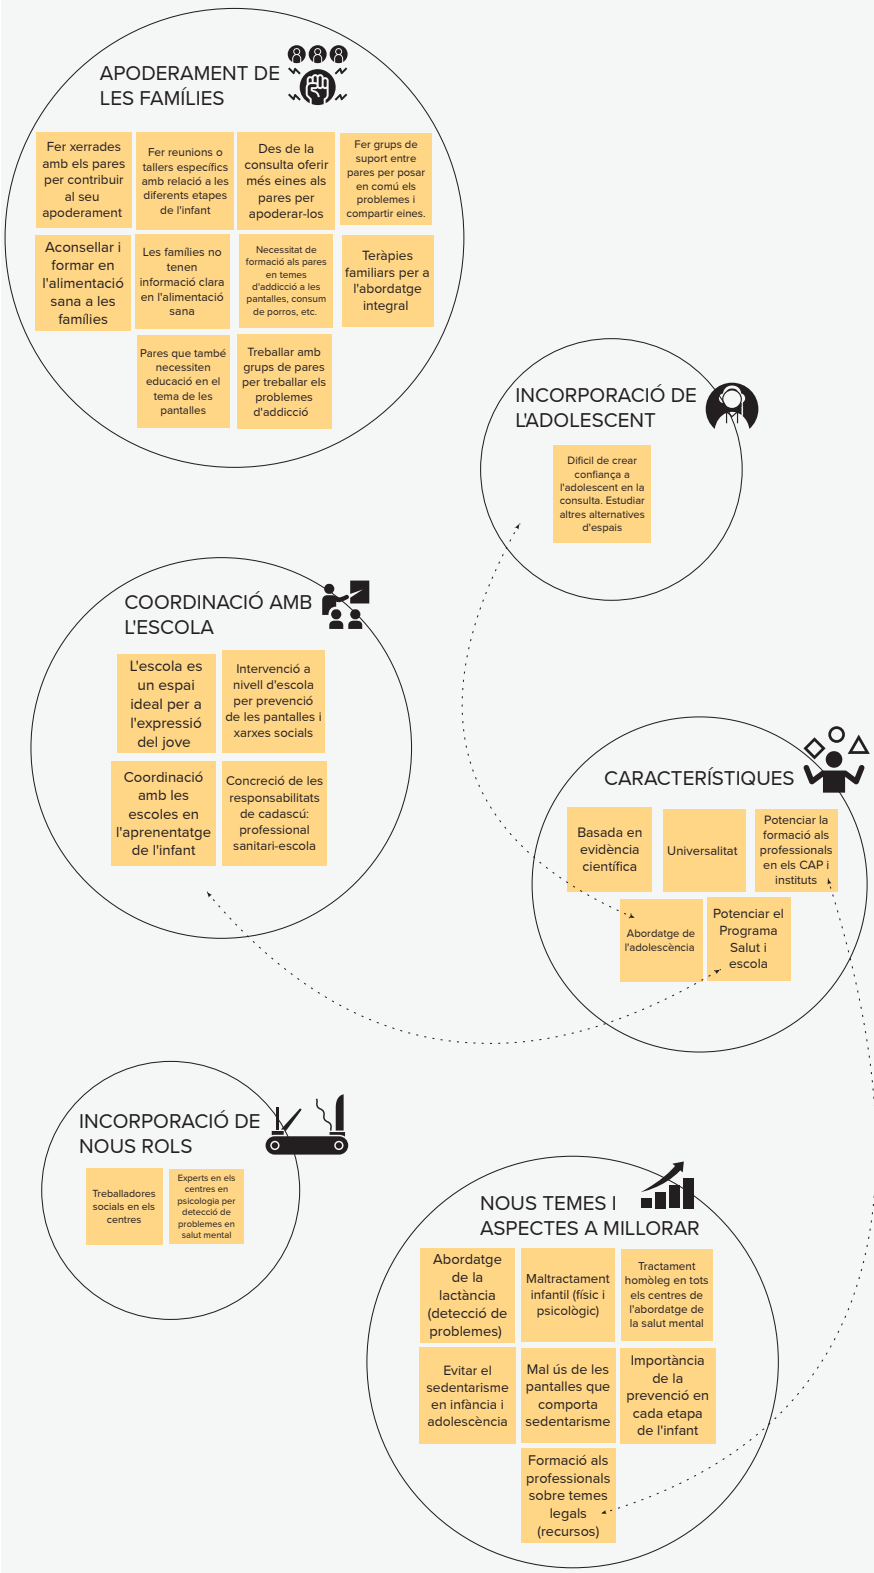 APODERAMENT DE
LES FAMÍLIES
Fer xerrades
amb els pares
per contribuir
al seu
apoderament
Fer reunions o
tallers específics
amb relació a les
diferents etapes
de l'infant
Des de la
consulta oferir
més eines als
pares per
apoderar-los
Fer grups de
suport entre
pares per posar
en comú els
problemes i
compartir eines.
Aconsellar i
formar en
l'alimentació
sana a les
famílies
Les famílies no
tenen
informació clara
en l'alimentació
sana
Necessitat de
formació als pares
en temes
d'addicció a les
pantalles, consum
de porros, etc.
Teràpies
familiars per a
l'abordatge
integral
Pares que també
necessiten
educació en el
tema de les
pantalles
Treballar amb
grups de pares
per treballar els
problemes
d'addicció
INCORPORACIÓ DE
L'ADOLESCENT
Dificil de crear
confiança a
l'adolescent en la
consulta. Estudiar
altres alternatives
d'espais
COORDINACIÓ AMB
L'ESCOLA
L'escola es
un espai
ideal per a
l'expressió
del jove
Intervenció a
nivell d'escola
per prevenció
de les pantalles i
xarxes socials
Coordinació
amb les
escoles en
l'aprenentatge
de l'infant
Concreció de les
responsabilitats
de cadascú:
professional
sanitari-escola
CARACTERÍSTIQUES
Basada en
evidència
científica
Universalitat
Potenciar la
formació als
professionals
en els CAP i
instituts
Abordatge de
l'adolescència
Potenciar el
Programa
Salut i
escola
INCORPORACIÓ DE
NOUS ROLS
Treballadores
socials en els
centres
Experts en els
centres en
psicologia per
detecció de
problemes en
salut mental
NOUS TEMES I
ASPECTES A MILLORAR
Abordatge
de la
lactància
(detecció de
problemes)
Maltractament
infantil (físic i
psicològic)
Tractament
homòleg en tots
els centres de
l'abordatge de
la salut mental
Evitar el
sedentarisme
en infància i
adolescència
Mal ús de les
pantalles que
comporta
sedentarisme
Importància
de la
prevenció en
cada etapa
de l'infant
Formació als
professionals
sobre temes
legals
(recursos)